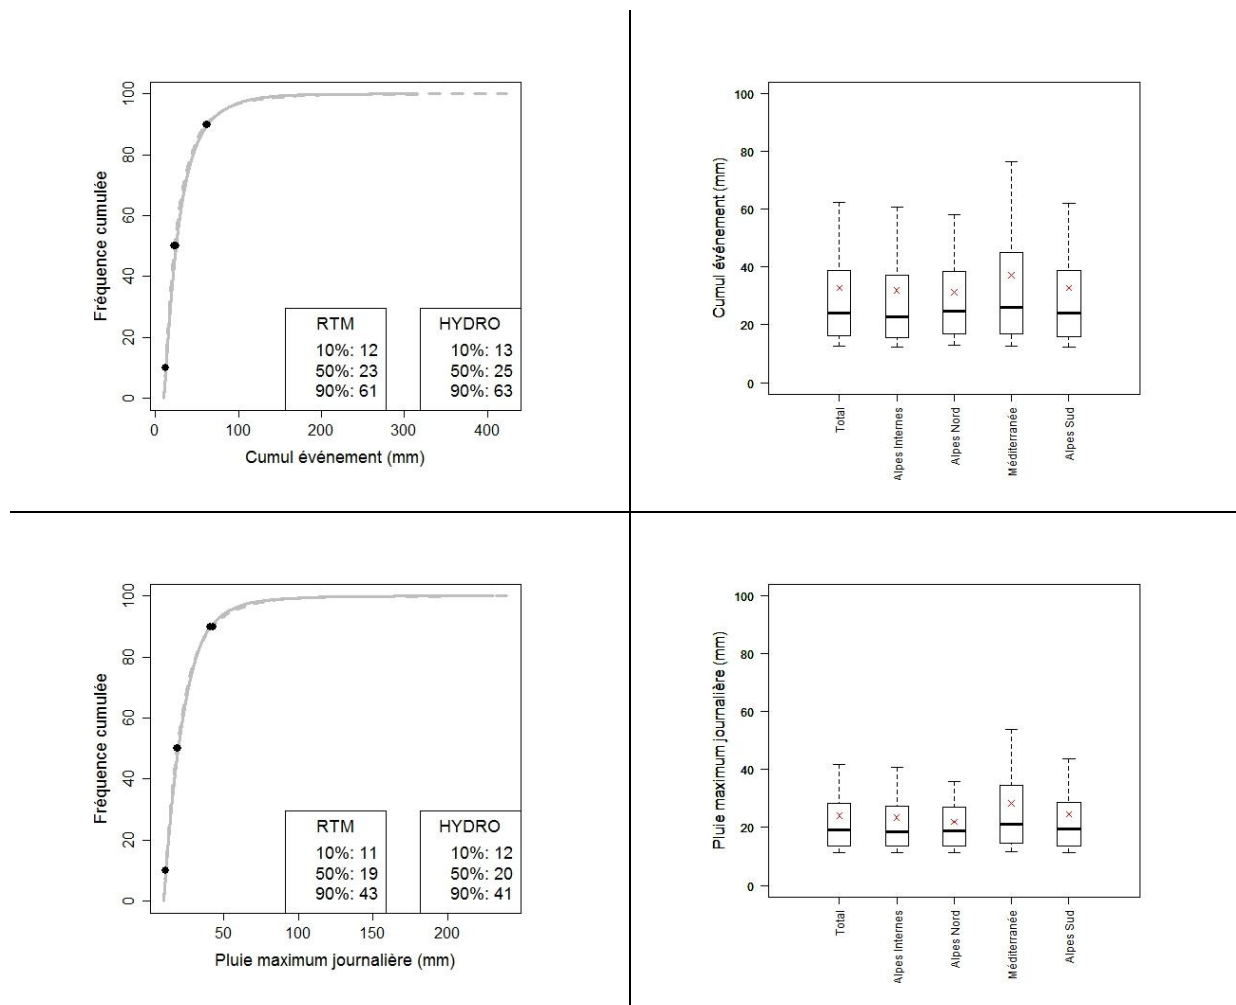 Fréquence cumulée
100
80
60
40
20
0
RTM
10%: 12
50%: 23
90%: 61
HYDRO
10%: 13
50%: 25
90%: 63
0 100 200 300 400
Cumul événement (mm)
Cumul événement (mm)
100
80
60
40
20
0
Total
Alpes Internes
Alpes Nord
Méditerranée
Alpes Sud
Fréquence cumulée
100
80
60
40
20
0
RTM
10%: 11
50%: 19
90%: 43
HYDRO
10%: 12
50%: 20
90%: 41
50 100 150 200
Pluie maximum journalière (mm)
Pluie maximum journalière (mm)
100
80
60
40
20
0
Total
Alpes Internes
Alpes Nord
Méditerranée
Alpes Sud